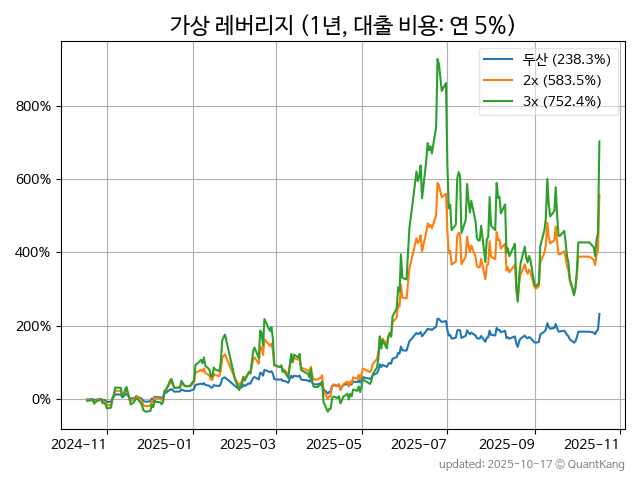 가상 레버리지 (1년, 대출 비용: 연 5%)
두산 (238.3%)
2x (583.5%)
3x (752.4%)
800%
600%
400%
200%
0%
2024-11
2025-01
2025-03
2025-05
2025-07
2025-09
2025-11
updated: 2025-10-17 © QuantKang